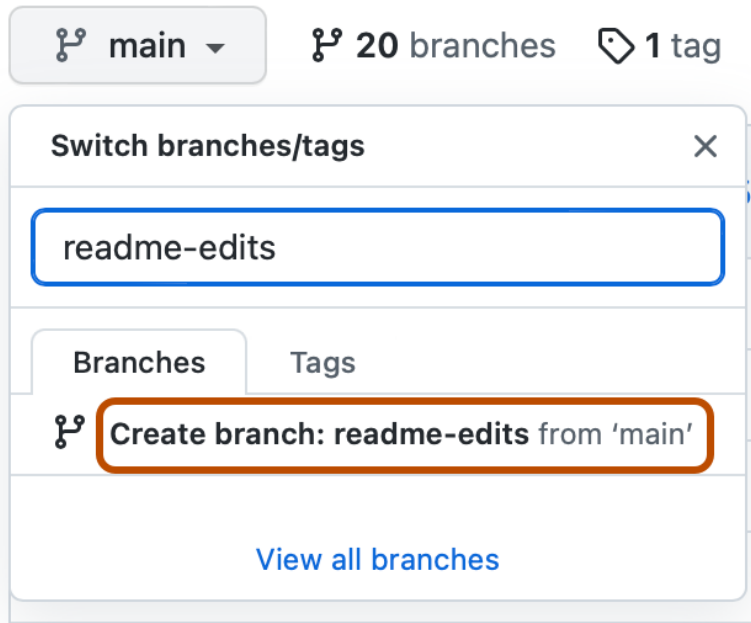 main 20 branches 1 tag
Switch branches/tags
readme-edits
Branches Tags
Create branch: readme-edits from ‘main’
View all branches